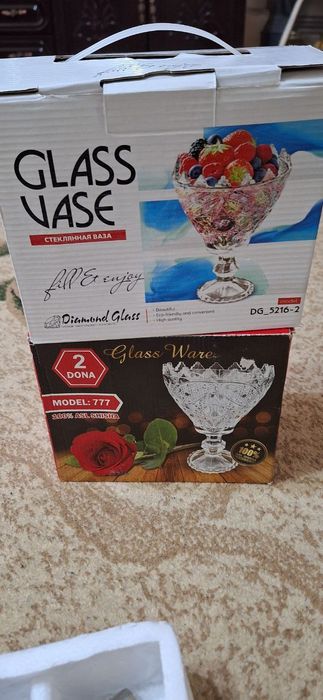 GLASS
VASE
СТЕКЛЯННАЯ ВАЗА
fill & enjoy
Diamond Glass
- Beautiful
- Eco-friendly and convenient
- High quality
model
DG_5216-2
2
DONA
Glass Ware
MODEL: 777
100% ASL SHISHA
100%